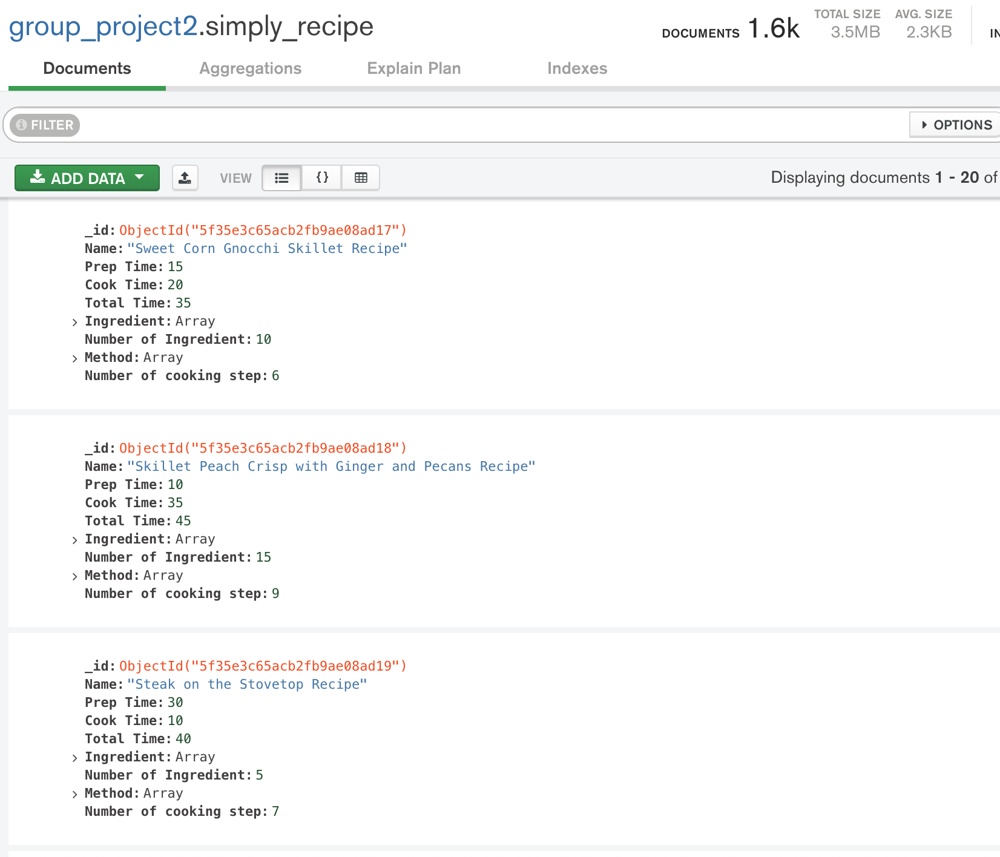 group_project2.simply_recipe
DOCUMENTS 1.6k TOTAL SIZE 3.5MB AVG. SIZE 2.3KB IN
Documents Aggregations Explain Plan Indexes
FILTER OPTIONS
ADD DATA VIEW {} Displaying documents 1 - 20 of
_id: ObjectId("5f35e3c65acb2fb9ae08ad17")
Name: "Sweet Corn Gnocchi Skillet Recipe"
Prep Time: 15
Cook Time: 20
Total Time: 35
> Ingredient: Array
Number of Ingredient: 10
> Method: Array
Number of cooking step: 6
_id: ObjectId("5f35e3c65acb2fb9ae08ad18")
Name: "Skillet Peach Crisp with Ginger and Pecans Recipe"
Prep Time: 10
Cook Time: 35
Total Time: 45
> Ingredient: Array
Number of Ingredient: 15
> Method: Array
Number of cooking step: 9
_id: ObjectId("5f35e3c65acb2fb9ae08ad19")
Name: "Steak on the Stovetop Recipe"
Prep Time: 30
Cook Time: 10
Total Time: 40
> Ingredient: Array
Number of Ingredient: 5
> Method: Array
Number of cooking step: 7